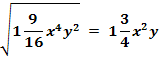 √(1 9/16 x⁴y²) = 1 3/4 x²y